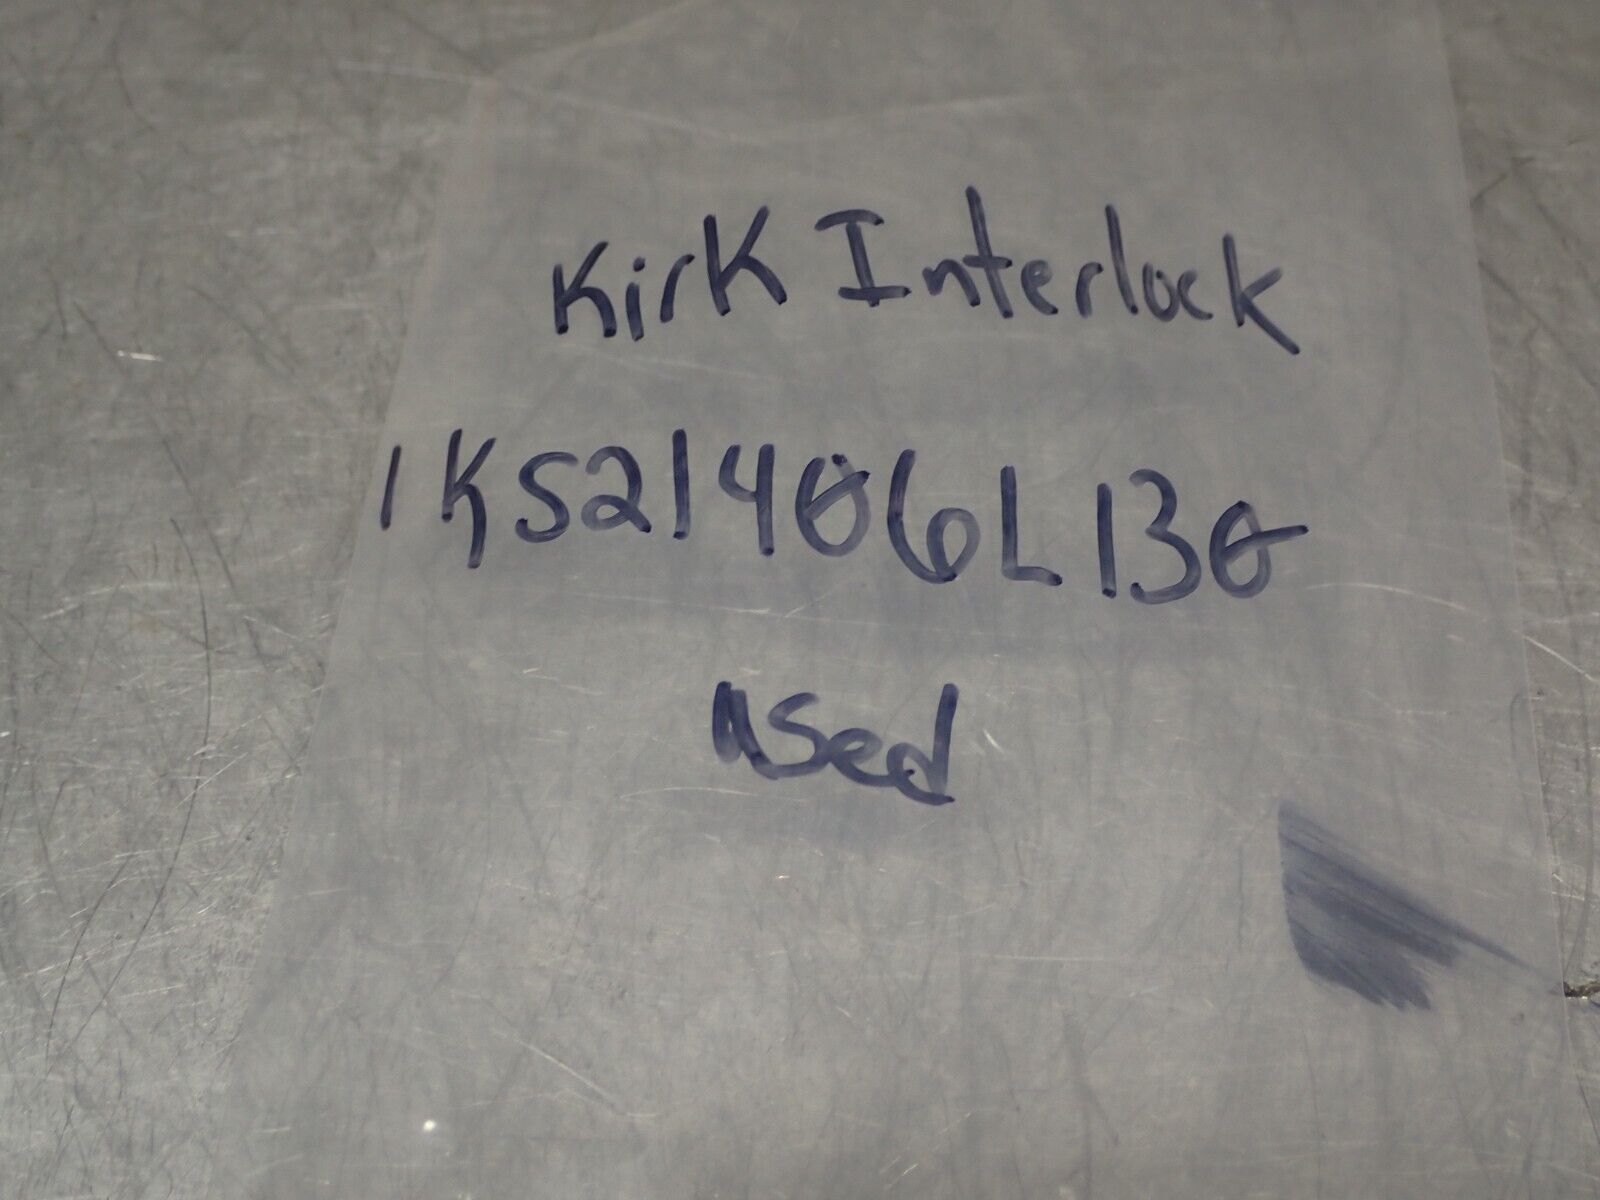 Kirk Interlock
1KS21406L130
used